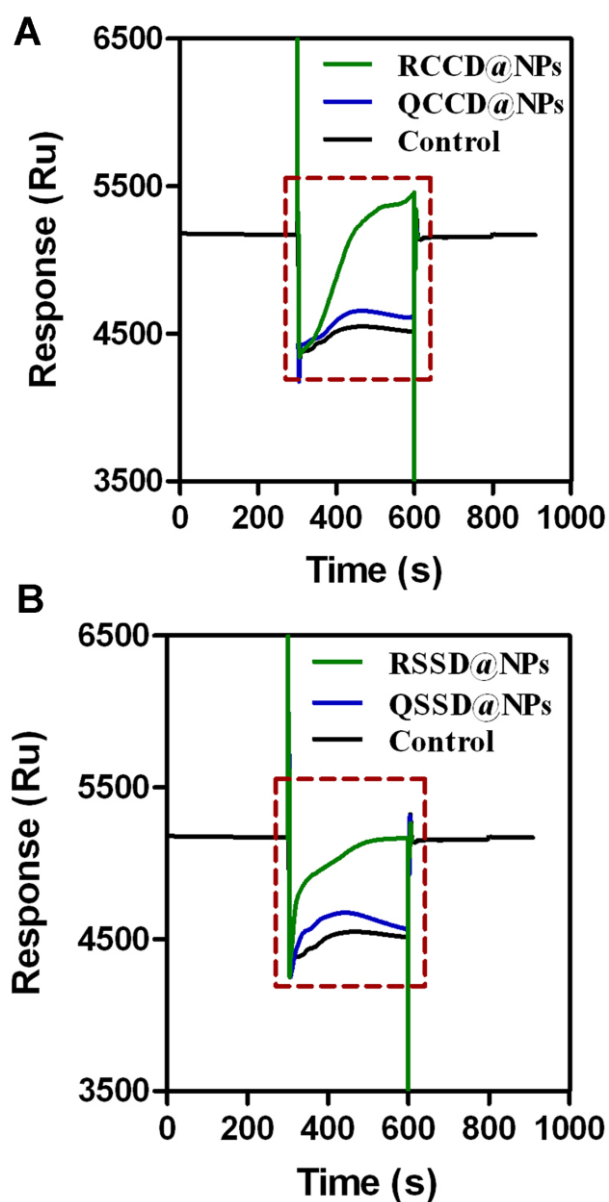 A
Response (Ru)
6500
5500
4500
3500
RCCD@NPs
QCCD@NPs
Control
0 200 400 600 800 1000
Time (s)
B
Response (Ru)
6500
5500
4500
3500
RSSD@NPs
QSSD@NPs
Control
0 200 400 600 800 1000
Time (s)